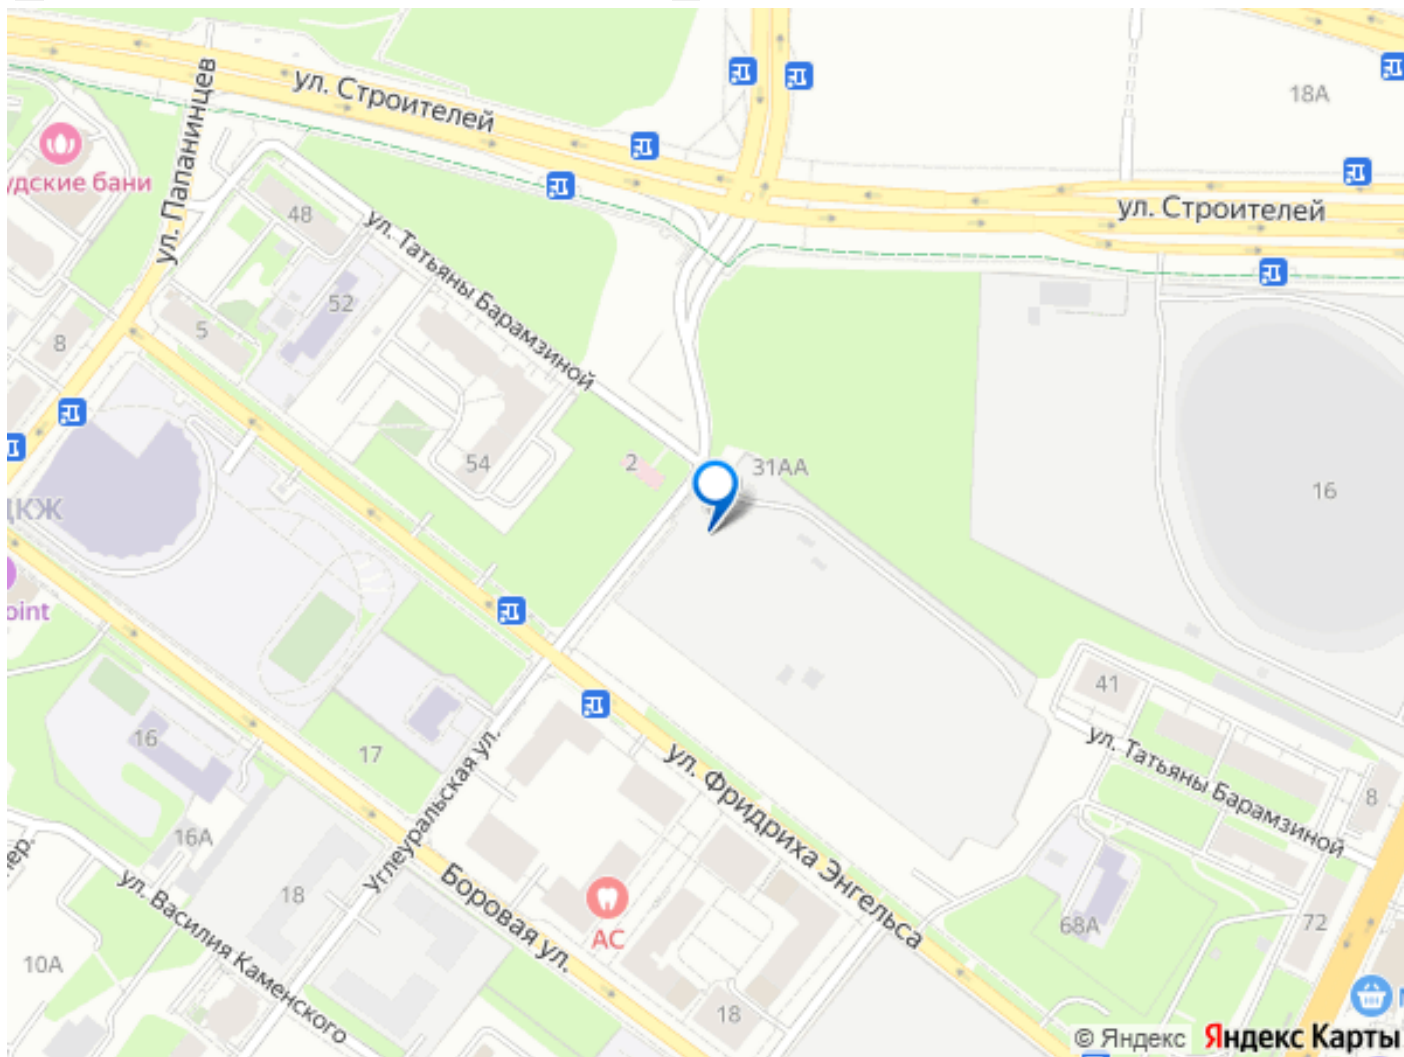 ул. Строителей
18А
ул. Папанинцев
удские бани
ул. Строителей
48
ул. Татьяны Барамзиной
52
5
8
54
2
31АА
16
ДКЖ
oint
41
17
16
ул. Татьяны Барамзиной
8
Углеуральская ул.
ул. Фридриха Энгельса
16А
пер.
18
Боровая ул.
АС
68А
72
ул. Василия Каменского
10А
18
© Яндекс Яндекс Карты